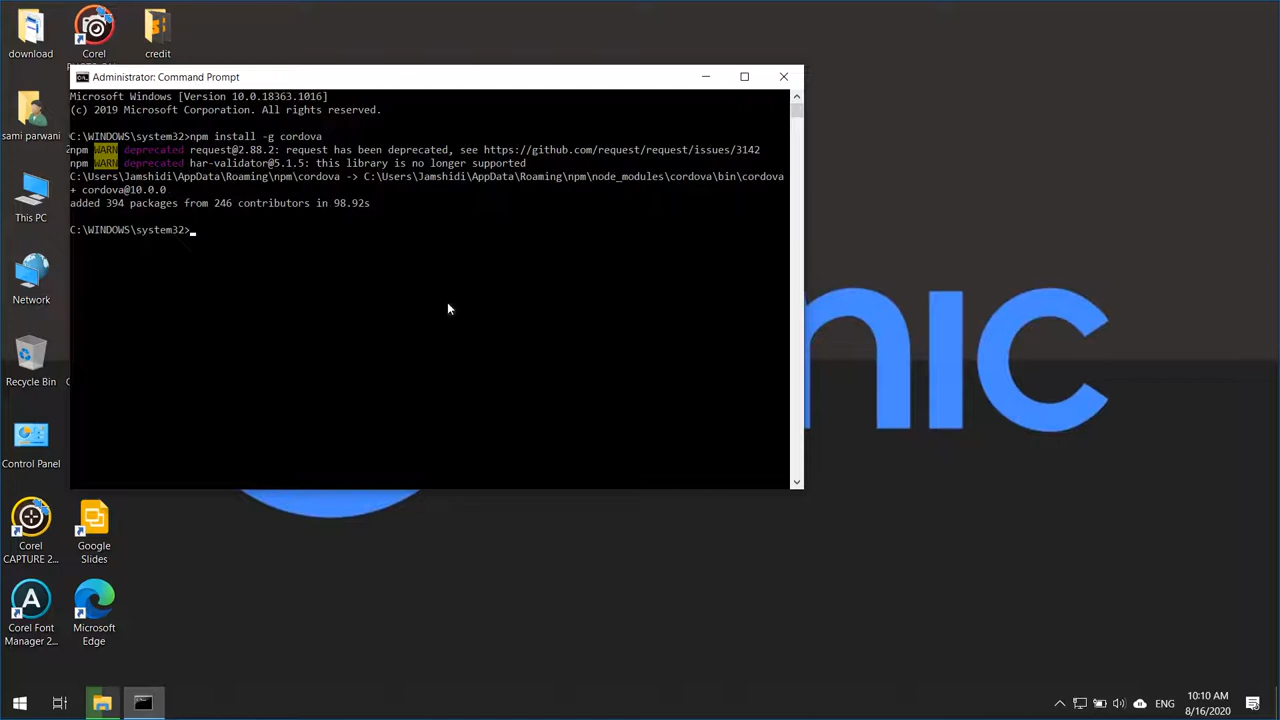 download
Corel
credit
Administrator: Command Prompt
Microsoft Windows [Version 10.0.18363.1016]
(c) 2019 Microsoft Corporation. All rights reserved.
C:\WINDOWS\system32>npm install -g cordova
npm WARN deprecated request@2.88.2: request has been deprecated, see https://github.com/request/request/issues/3142
npm WARN deprecated har-validator@5.1.5: this library is no longer supported
C:\Users\Jamshidi\AppData\Roaming\npm\cordova -> C:\Users\Jamshidi\AppData\Roaming\npm\node_modules\cordova\bin\cordova
+ cordova@10.0.0
added 394 packages from 246 contributors in 98.92s
C:\WINDOWS\system32>
sami parwani
This PC
Network
Recycle Bin
Control Panel
Corel
CAPTURE 2...
Google
Slides
Corel Font
Manager 2...
Microsoft
Edge
nic
ENG
10:10 AM
8/16/2020